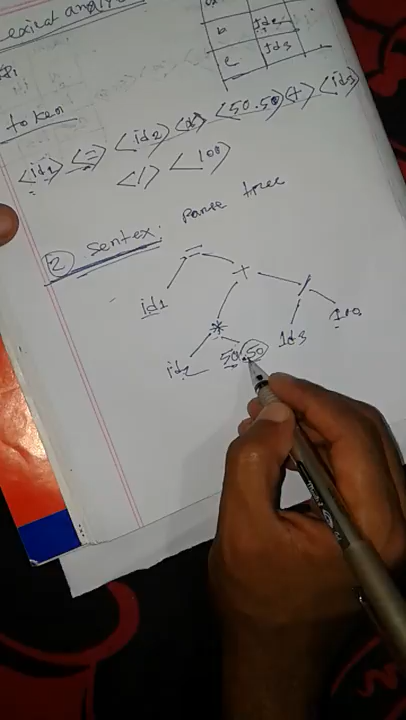 exical analy
b id2
c id3
token
<id1> <=> <id2> <*> <50.50> <+> <id3>
</> <100>
2 sentex: Parse tree
=
+
id1 * /
id2 50.50 id3 100